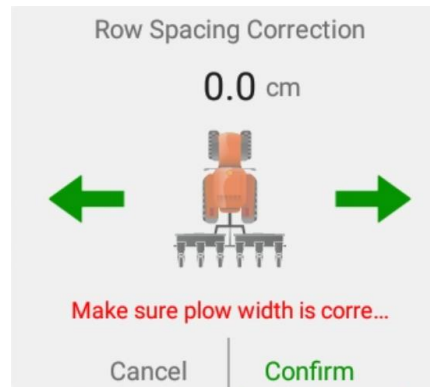 Row Spacing Correction
0.0 cm
Make sure plow width is corre...
Cancel
Confirm